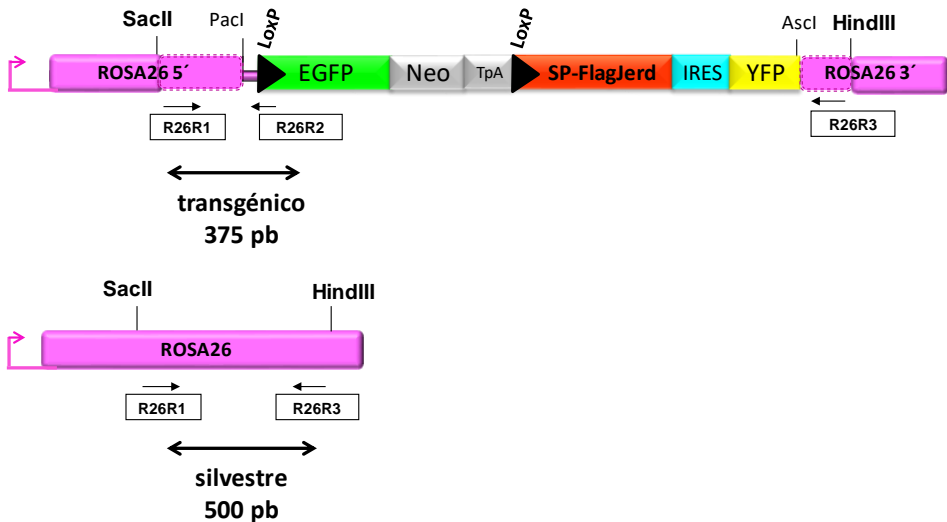 SacII PacI LoxP LoxP AscI HindIII
ROSA26 5´ EGFP Neo TpA SP-FlagJerd IRES YFP ROSA26 3´
R26R1 R26R2 R26R3
transgénico
375 pb
SacII HindIII
ROSA26
R26R1 R26R3
silvestre
500 pb